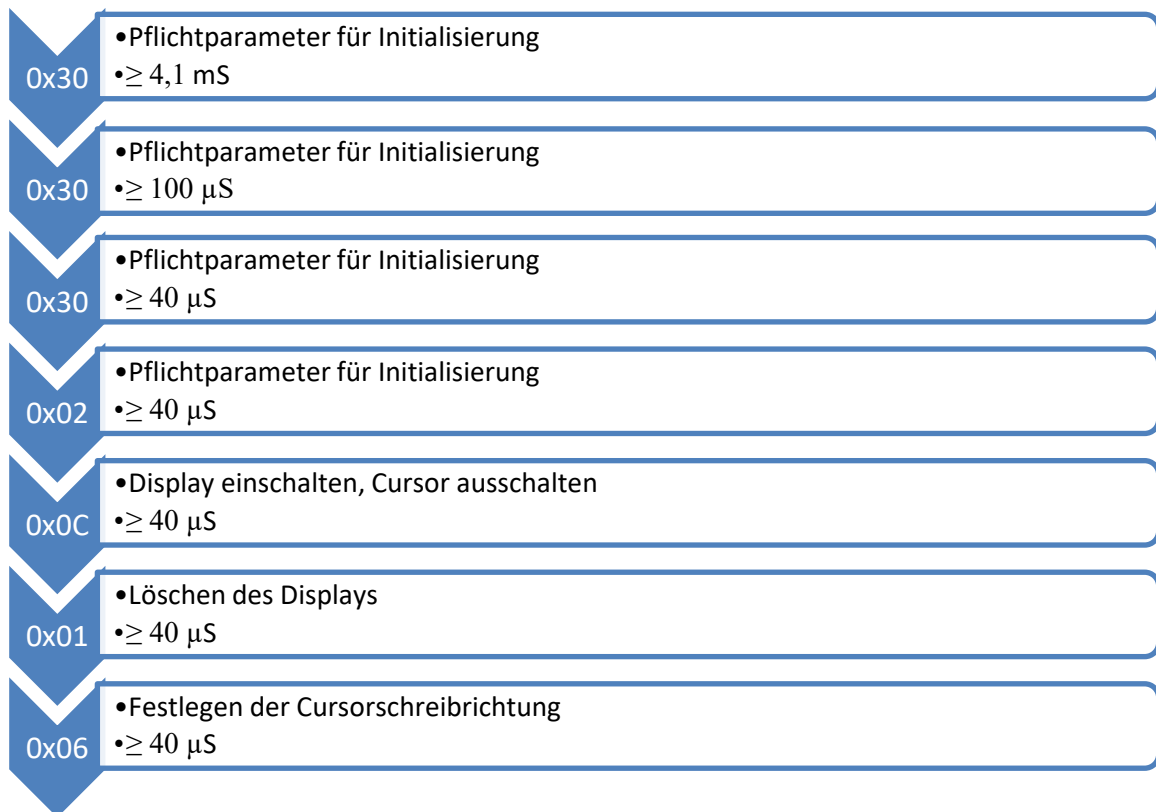 0x30
•Pflichtparameter für Initialisierung
•≥ 4,1 mS
0x30
•Pflichtparameter für Initialisierung
•≥ 100 µS
0x30
•Pflichtparameter für Initialisierung
•≥ 40 µS
0x02
•Pflichtparameter für Initialisierung
•≥ 40 µS
0x0C
•Display einschalten, Cursor ausschalten
•≥ 40 µS
0x01
•Löschen des Displays
•≥ 40 µS
0x06
•Festlegen der Cursorschreibrichtung
•≥ 40 µS